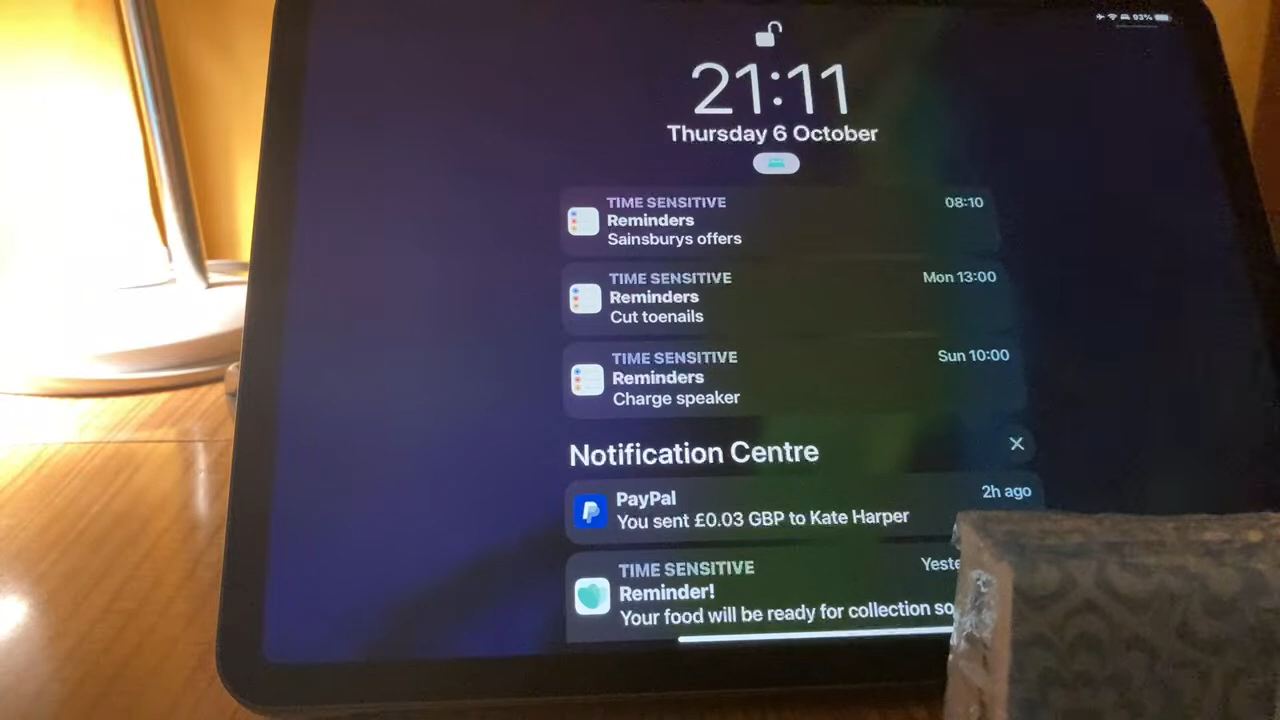 93%
21:11
Thursday 6 October
TIME SENSITIVE 08:10
Reminders
Sainsburys offers
TIME SENSITIVE Mon 13:00
Reminders
Cut toenails
TIME SENSITIVE Sun 10:00
Reminders
Charge speaker
Notification Centre
PayPal 2h ago
You sent £0.03 GBP to Kate Harper
TIME SENSITIVE Yeste
Reminder!
Your food will be ready for collection so